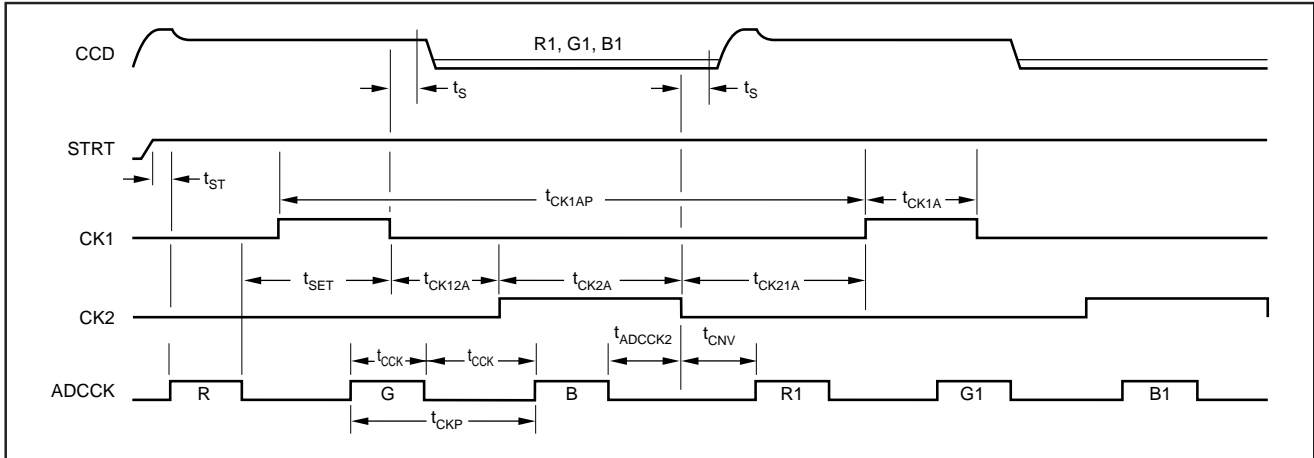 CCD
R1, G1, B1
tS
tS
STRT
tST
tCK1AP
tCK1A
CK1
tSET
tCK12A
tCK2A
tCK21A
CK2
tADCCK2
tCNV
tCCK
tCCK
ADCCK
R
G
B
R1
G1
B1
tCKP